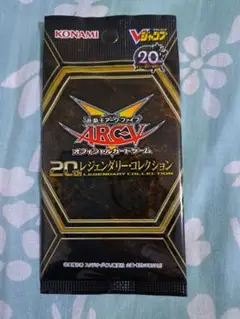 KONAMI
Vジャンプ
20
遊戯王アーク・ファイブ
ARC-V
オフィシャルカードゲーム
20th レジェンダリー・コレクション
LEGENDARY COLLECTION